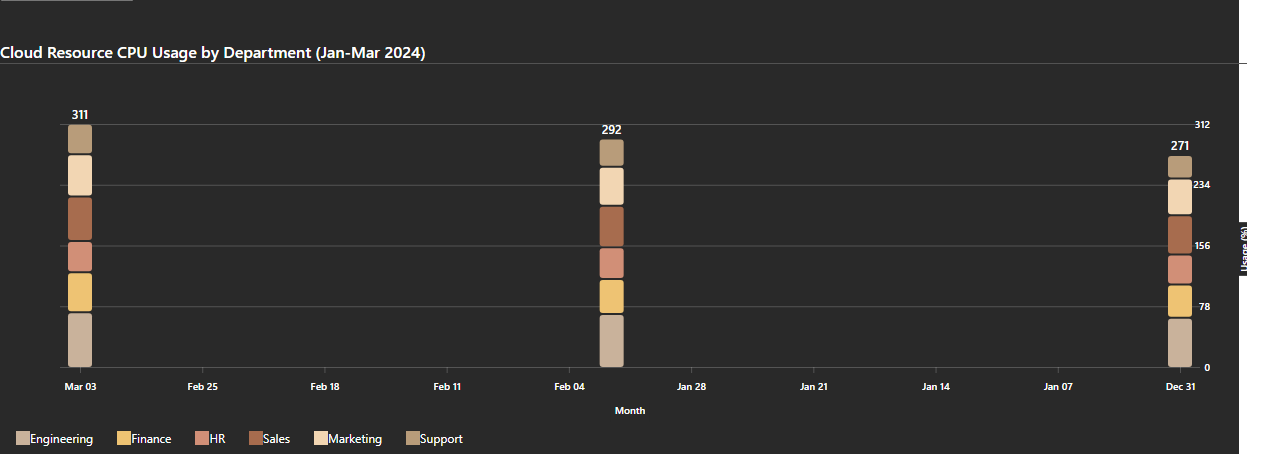 Cloud Resource CPU Usage by Department (Jan-Mar 2024)
311
292
271
312
234
156
78
0
Usage (%)
Mar 03 Feb 25 Feb 18 Feb 11 Feb 04 Jan 28 Jan 21 Jan 14 Jan 07 Dec 31
Month
Engineering Finance HR Sales Marketing Support